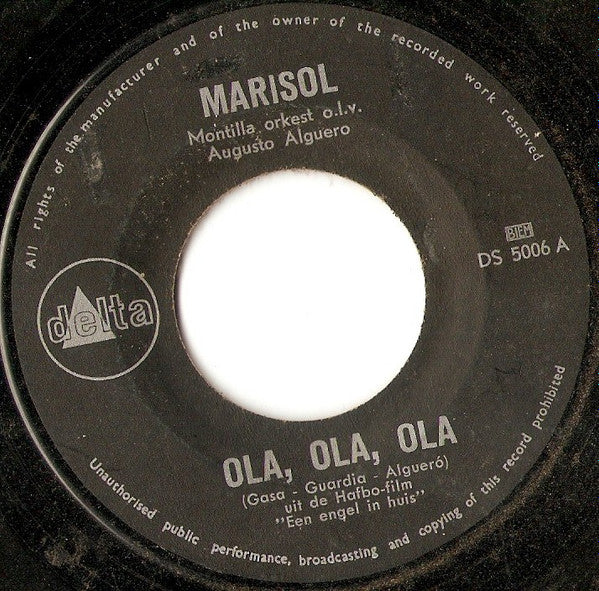 All rights of the manufacturer and of the owner of the recorded work reserved
MARISOL
Montilla orkest o.l.v.
Augusto Alguero
BIEM
DS 5006 A
delta
OLA, OLA, OLA
(Gasa - Guardia - Algueró)
uit de Hafbo-film
"Een engel in huis"
Unauthorised public performance, broadcasting and copying of this record prohibited